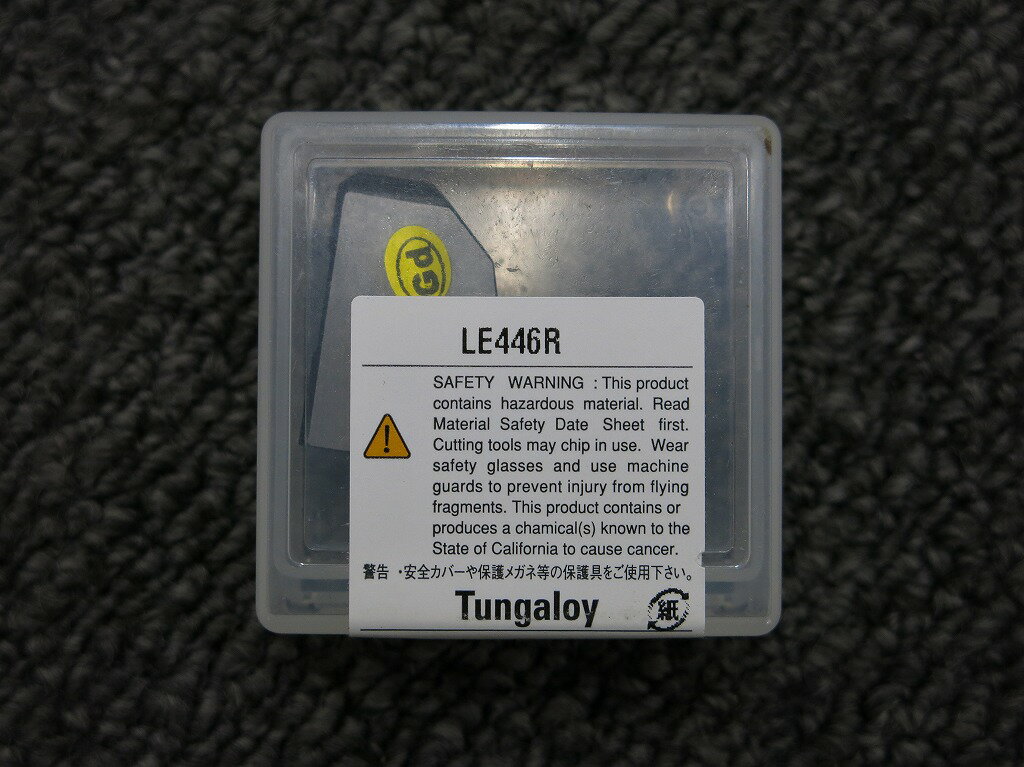 Gd
LE446R
SAFETY WARNING : This product
contains hazardous material. Read
Material Safety Date Sheet first.
Cutting tools may chip in use. Wear
safety glasses and use machine
guards to prevent injury from flying
fragments. This product contains or
produces a chamical(s) known to the
State of California to cause cancer.
警告 ・安全カバーや保護メガネ等の保護具をご使用下さい。
Tungaloy 紙